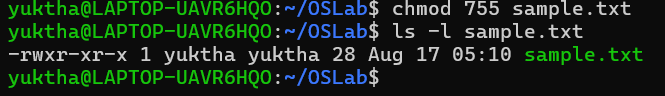 yuktha@LAPTOP-UAVR6HQO:~/OSLab$ chmod 755 sample.txt
yuktha@LAPTOP-UAVR6HQO:~/OSLab$ ls -l sample.txt
-rwxr-xr-x 1 yuktha yuktha 28 Aug 17 05:10 sample.txt
yuktha@LAPTOP-UAVR6HQO:~/OSLab$